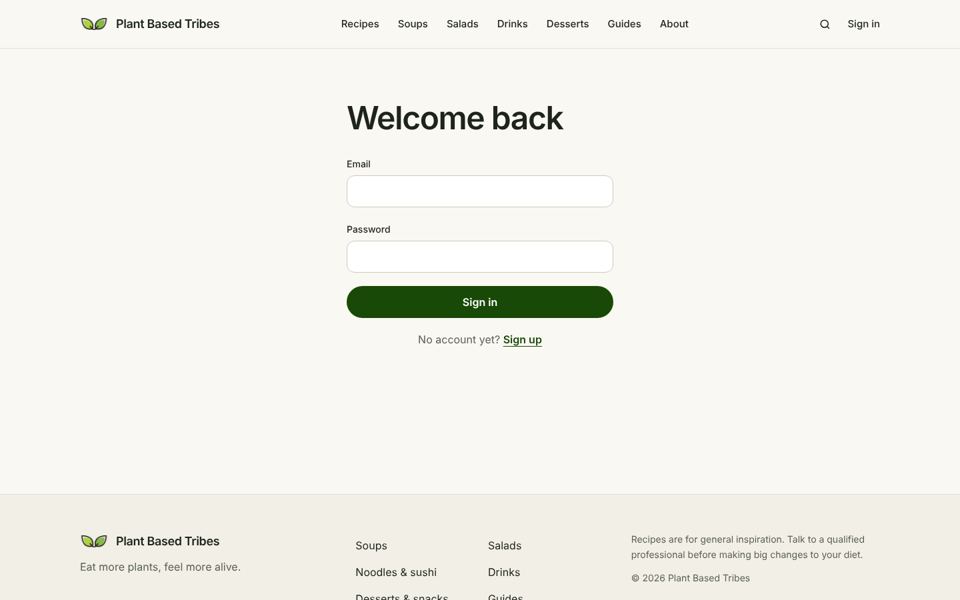 Plant Based Tribes
Recipes Soups Salads Drinks Desserts Guides About
Sign in
Welcome back
Email
Password
Sign in
No account yet? Sign up
Plant Based Tribes
Eat more plants, feel more alive.
Soups
Noodles & sushi
Desserts & snacks
Salads
Drinks
Guides
Recipes are for general inspiration. Talk to a qualified
professional before making big changes to your diet.
© 2026 Plant Based Tribes